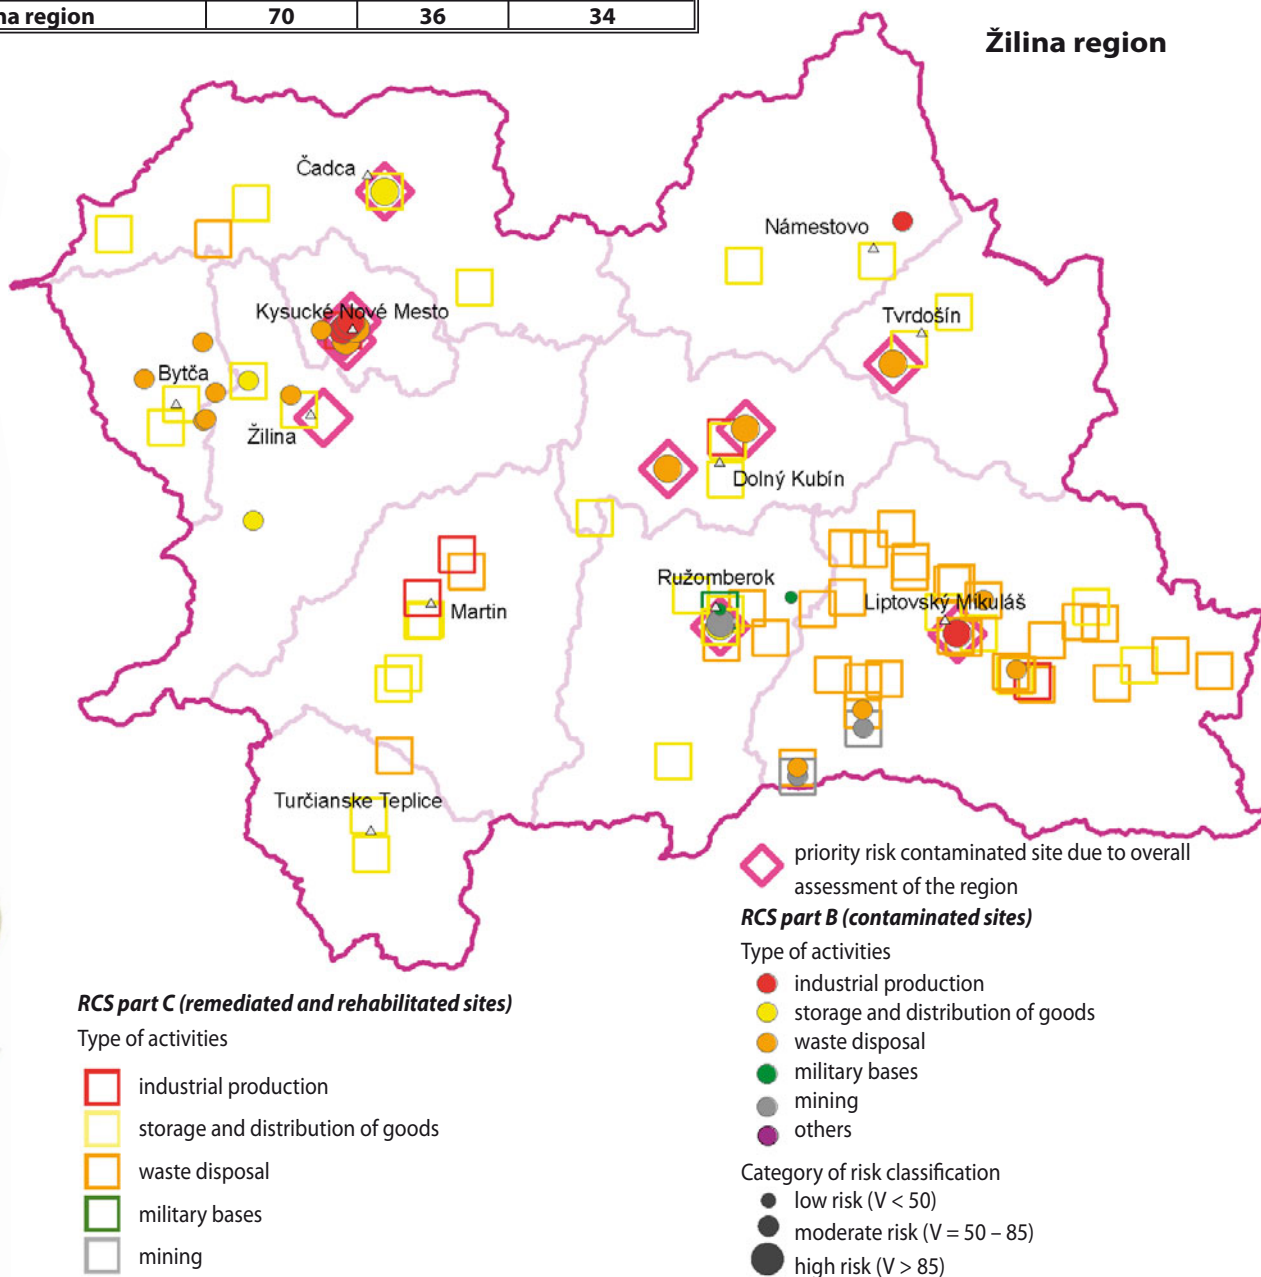 na region 70 36 34
Žilina region
Čadca
Námestovo
Kysucké Nové Mesto
Tvrdošín
Bytča
Žilina
Dolný Kubín
Ružomberok
Liptovský Mikuláš
Martin
Turčianske Teplice
priority risk contaminated site due to overall
assessment of the region
RCS part B (contaminated sites)
Type of activities
industrial production
storage and distribution of goods
waste disposal
military bases
mining
others
Category of risk classification
low risk (V < 50)
moderate risk (V = 50 – 85)
high risk (V > 85)
RCS part C (remediated and rehabilitated sites)
Type of activities
industrial production
storage and distribution of goods
waste disposal
military bases
mining